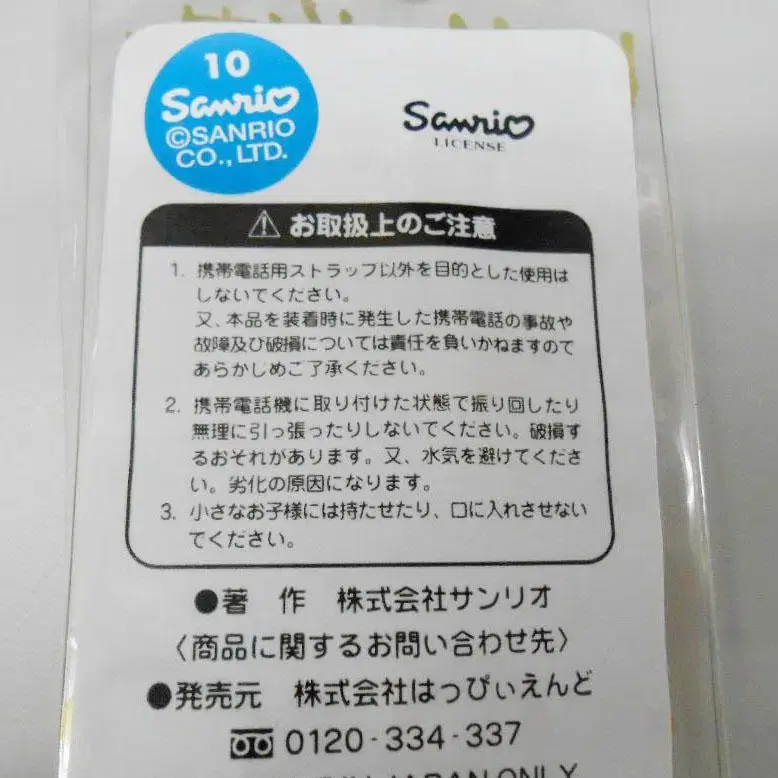 10
Sanrio
©SANRIO
CO., LTD.
Sanrio
LICENSE
⚠ お取扱上のご注意
1. 携帯電話用ストラップ以外を目的とした使用は
しないでください。
又、本品を装着時に発生した携帯電話の事故や
故障及び破損については責任を負いかねますので
あらかじめご了承ください。
2. 携帯電話機に取り付けた状態で振り回したり
無理に引っ張ったりしないでください。破損す
るおそれがあります。又、水気を避けてくださ
い。劣化の原因になります。
3. 小さなお子様には持たせたり、口に入れさせない
でください。
●著 作 株式会社サンリオ
〈商品に関するお問い合わせ先〉
●発売元 株式会社はっぴぃえんど
0120-334-337
JAPAN ONLY